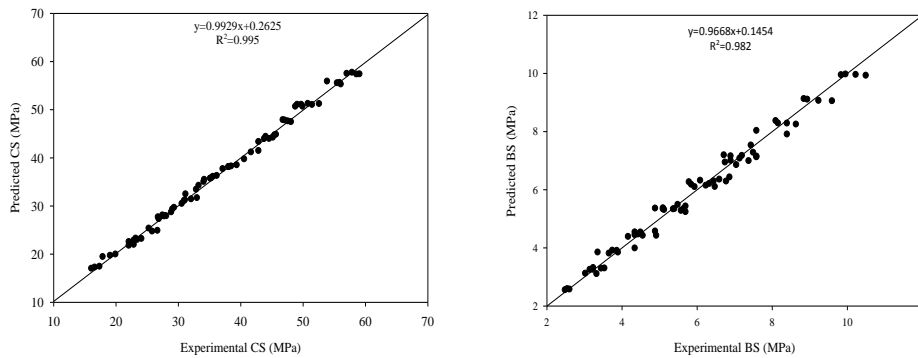 y=0.9929x+0.2625
R²=0.995
70
60
50
40
30
20
10
Predicted CS (MPa)
10 20 30 40 50 60 70
Experimental CS (MPa)
y=0.9668x+0.1454
R²=0.982
12
10
8
6
4
2
Predicted BS (MPa)
2 4 6 8 10
Experimental BS (MPa)